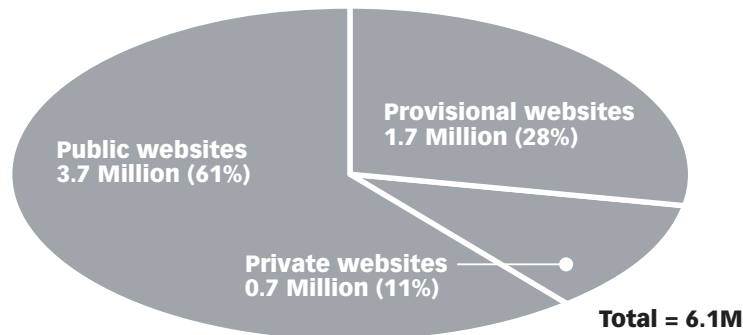 Provisional websites
1.7 Million (28%)
Public websites
3.7 Million (61%)
Private websites
0.7 Million (11%)
Total = 6.1M